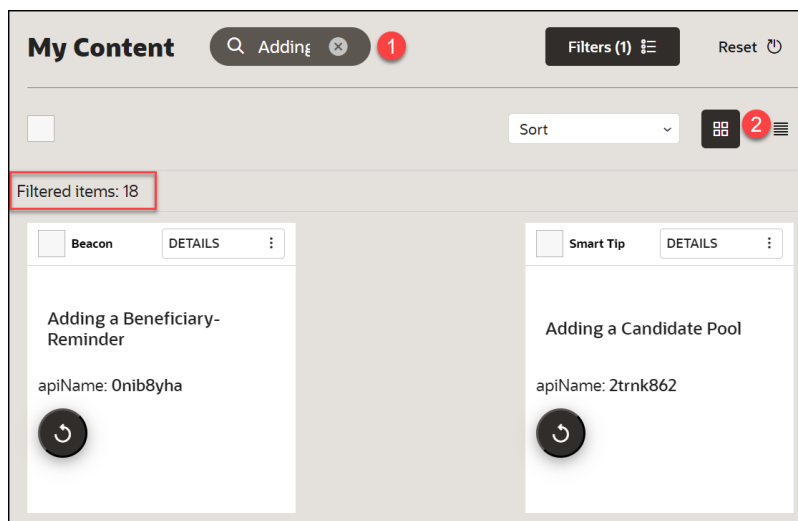 My Content
Adding
1
Filters (1)
Reset
Sort
2
Filtered items: 18
Beacon
DETAILS
Smart Tip
DETAILS
Adding a Beneficiary-
Reminder
Adding a Candidate Pool
apiName: 0nib8yha
apiName: 2trnk862